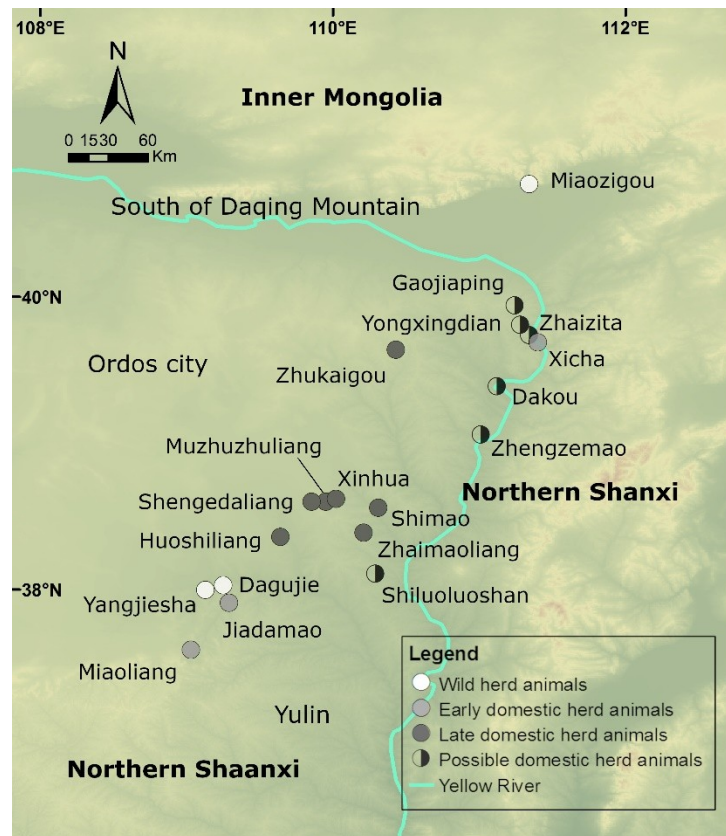 108°E 110°E 112°E
N
Inner Mongolia
0 1530 60
Km
Miaozigou
South of Daqing Mountain
Gaojiaping
40°N
Yongxingdian Zhaizita
Xicha
Ordos city
Zhukaigou
Dakou
Muzhuzhuliang
Zhengzemao
Xinhua
Northern Shanxi
Shengedaliang
Shimao
Huoshiliang
Zhaimaoliang
38°N
Dagujie
Shiluoluoshan
Yangjiesha
Jiadamao
Miaoliang
Legend
Wild herd animals
Early domestic herd animals
Late domestic herd animals
Possible domestic herd animals
Yellow River
Yulin
Northern Shaanxi